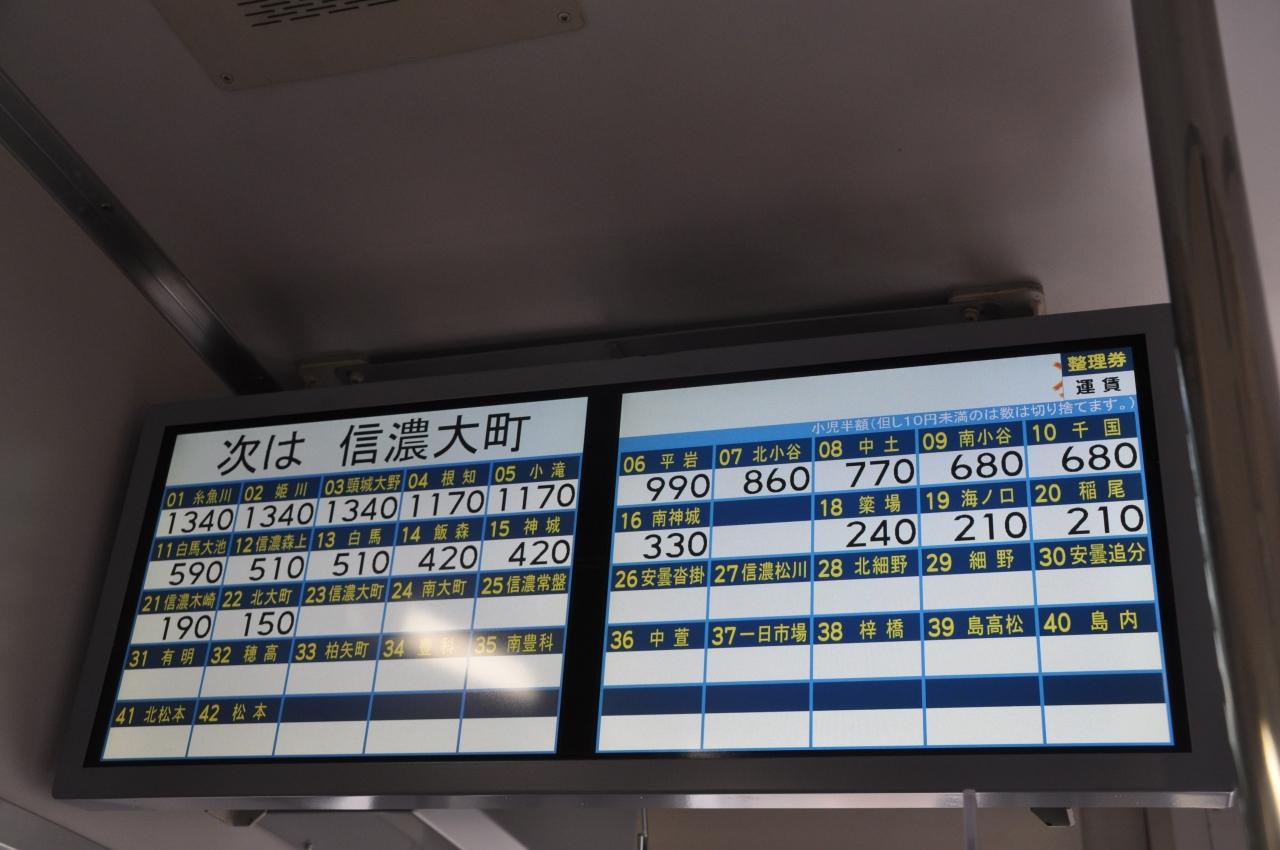 次は 信濃大町
01 糸魚川 02 姫川 03 頸城大野 04 根知 05 小滝
1340 1340 1340 1170 1170
11 白馬大池 12 信濃森上 13 白馬 14 飯森 15 神城
590 510 510 420 420
21 信濃木崎 22 北大町 23 信濃大町 24 南大町 25 信濃常盤
190 150
31 有明 32 穂高 33 柏矢町 34 豊科 35 南豊科
41 北松本 42 松本
整理券
運賃
小児半額(但し10円未満のは数は切り捨てます。)
06 平岩 07 北小谷 08 中土 09 南小谷 10 千国
990 860 770 680 680
16 南神城 18 簗場 19 海ノ口 20 稲尾
330 240 210 210
26 安曇沓掛 27 信濃松川 28 北細野 29 細野 30 安曇追分
36 中萱 37 一日市場 38 梓橋 39 島高松 40 島内